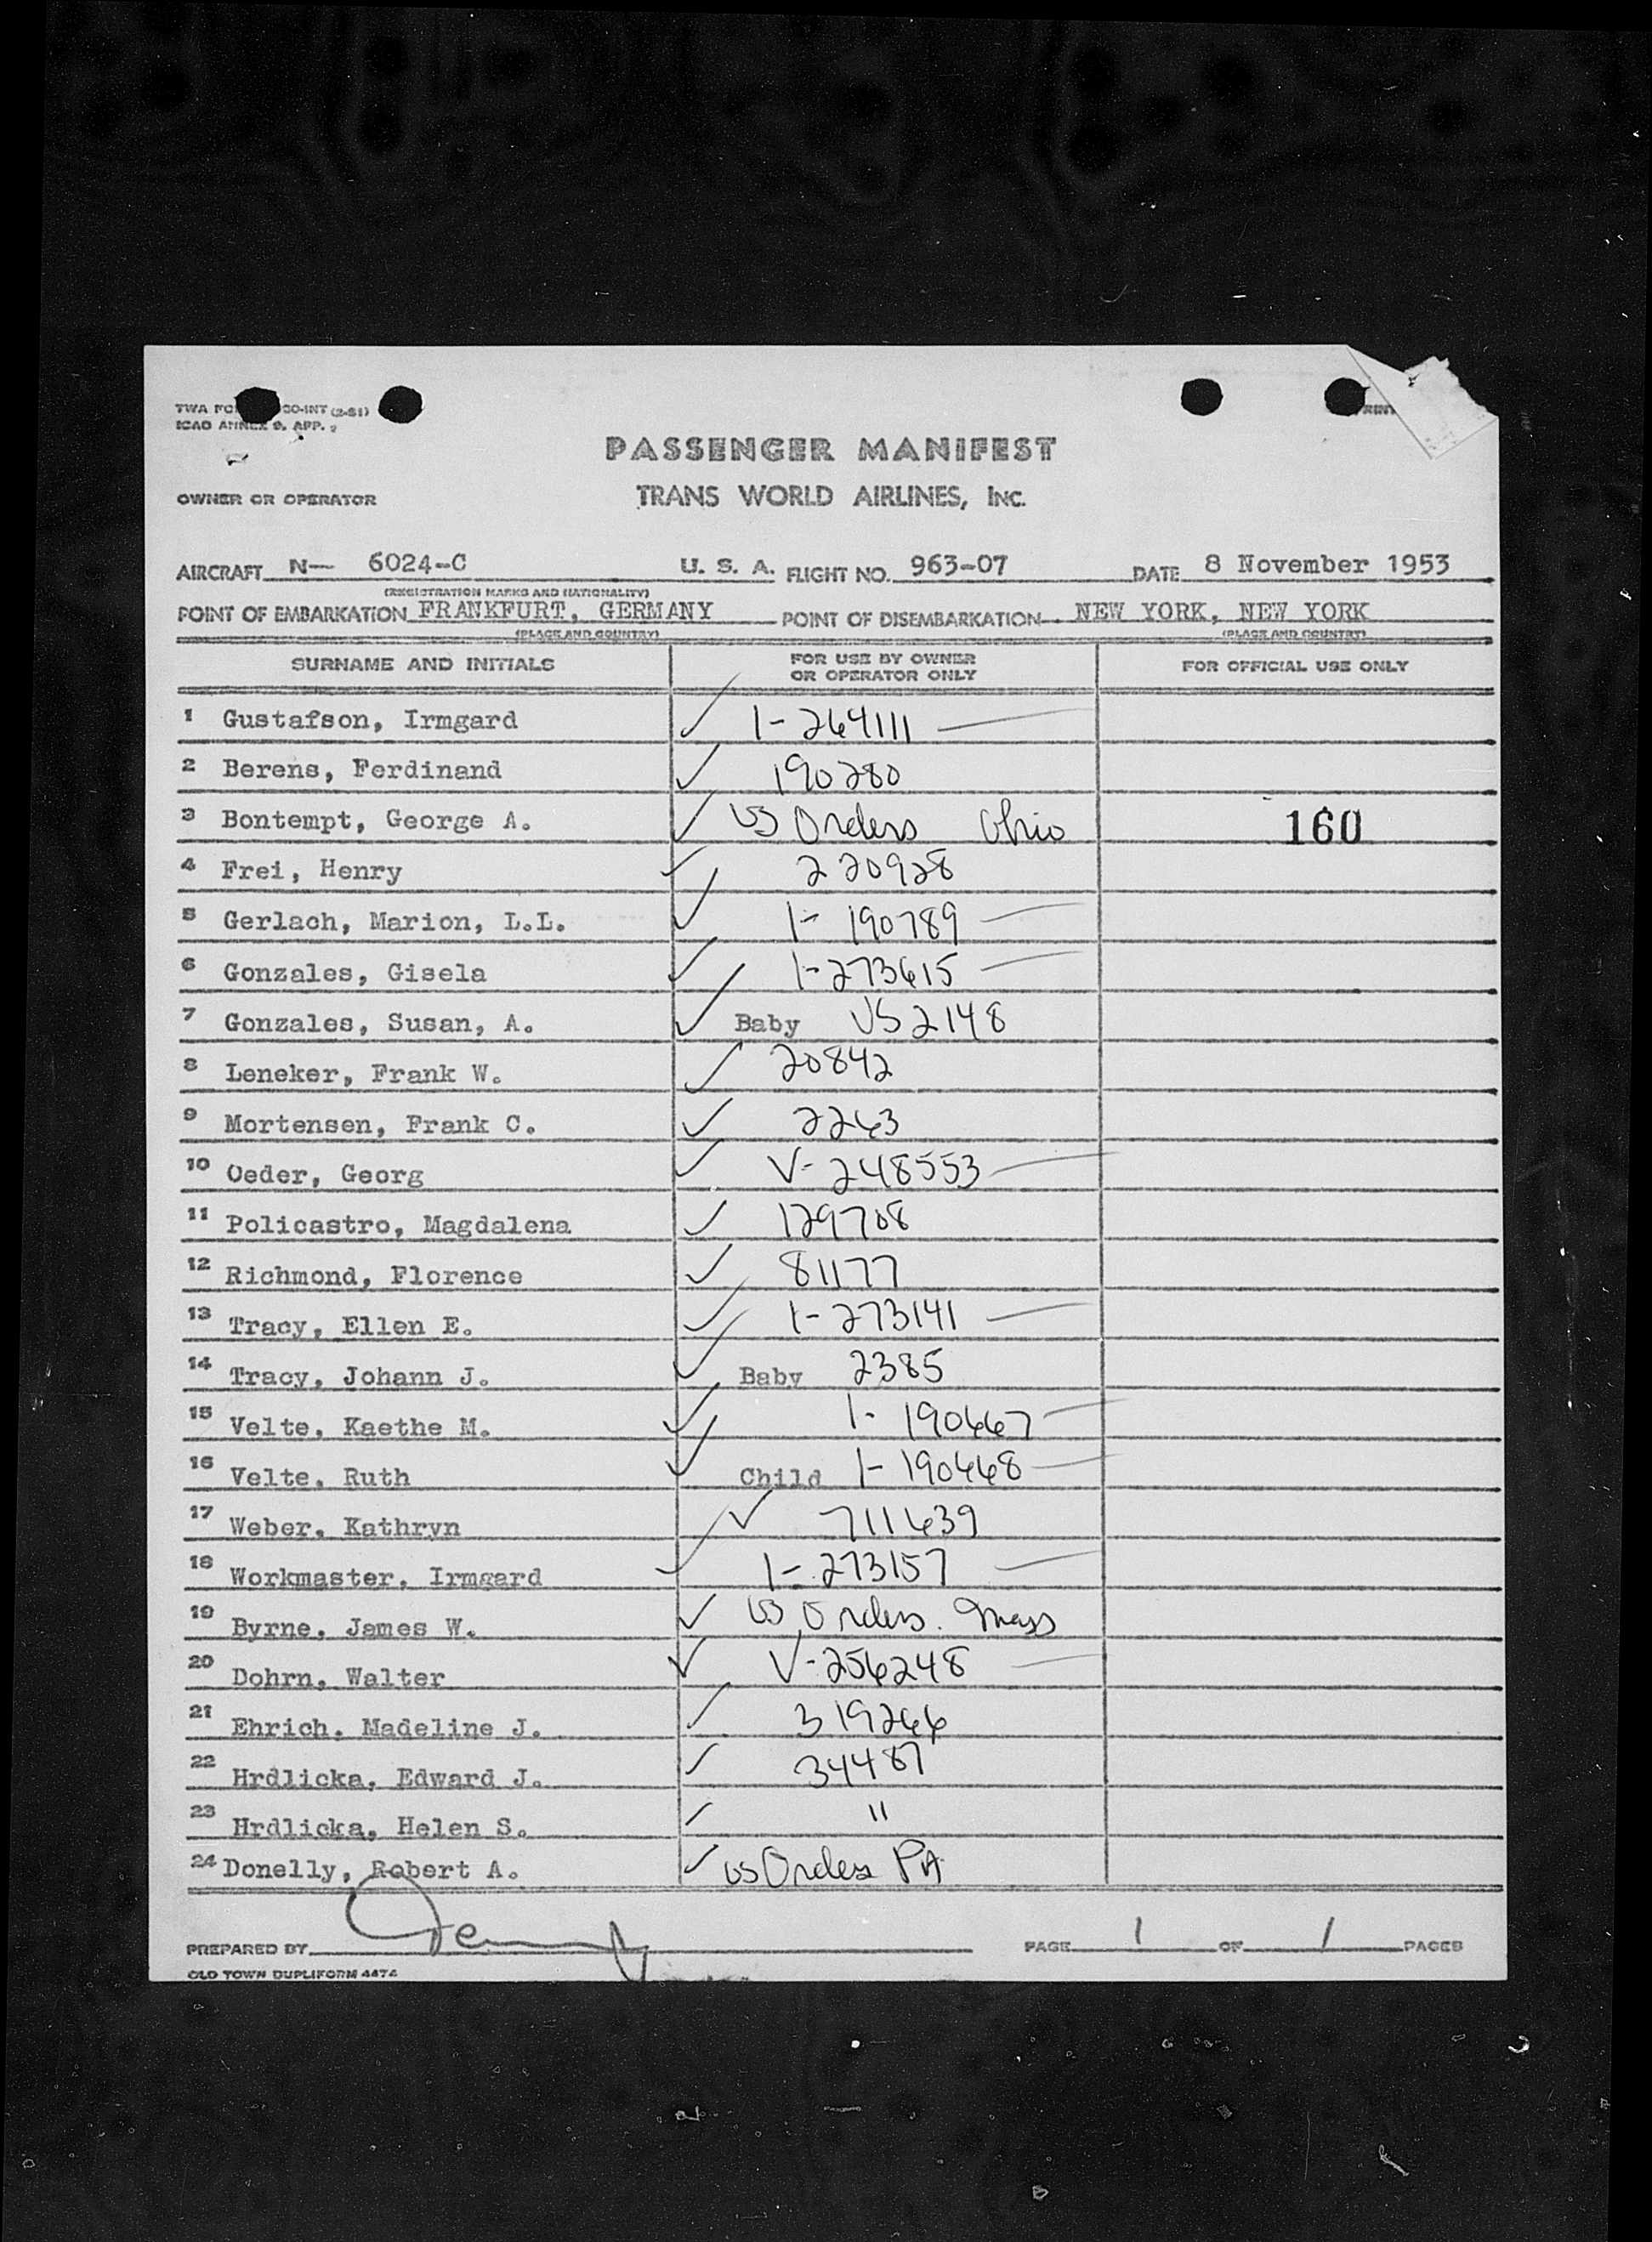 TWA FO CO-INT (2-51)
ICAO ANNEX 9, APP.
PASSENGER MANIFEST
OWNER OR OPERATOR TRANS WORLD AIRLINES, INC.
AIRCRAFT N— 6024-C U. S. A. FLIGHT NO. 963-07 DATE 8 November 1953
(REGISTRATION MARKS AND NATIONALITY)
POINT OF EMBARKATION FRANKFURT, GERMANY POINT OF DISEMBARKATION NEW YORK, NEW YORK
(PLACE AND COUNTRY) (PLACE AND COUNTRY)
SURNAME AND INITIALS FOR USE BY OWNER OR OPERATOR ONLY FOR OFFICIAL USE ONLY
1 Gustafson, Irmgard ✓ 1-264111
2 Berens, Ferdinand ✓ 190280
3 Bontempt, George A. ✓ US Orders Ohio 160
4 Frei, Henry ✓ 220928
5 Gerlach, Marion, L.L. ✓ 1- 190789
6 Gonzales, Gisela ✓ 1-273615
7 Gonzales, Susan, A. ✓ Baby US 2148
8 Leneker, Frank W. ✓ 20842
9 Mortensen, Frank C. ✓ 2263
10 Oeder, Georg ✓ V-248553
11 Policastro, Magdalena ✓ 129708
12 Richmond, Florence ✓ 81177
13 Tracy, Ellen E. ✓ 1-273141
14 Tracy, Johann J. ✓ Baby 2385
15 Velte, Kaethe M. ✓ 1- 190667
16 Velte, Ruth ✓ Child 1-190668
17 Weber, Kathryn ✓ 711639
18 Workmaster, Irmgard ✓ 1-273157
19 Byrne, James W. ✓ US Orders. Mass
20 Dohrn, Walter ✓ V-256248
21 Ehrich, Madeline J. ✓ 319266
22 Hrdlicka, Edward J. ✓ 34487
23 Hrdlicka, Helen S. ✓ "
24 Donelly, Robert A. ✓ US Orders PA
PREPARED BY PAGE 1 OF 1 PAGES
OLD TOWN DUPLIFORM 4474